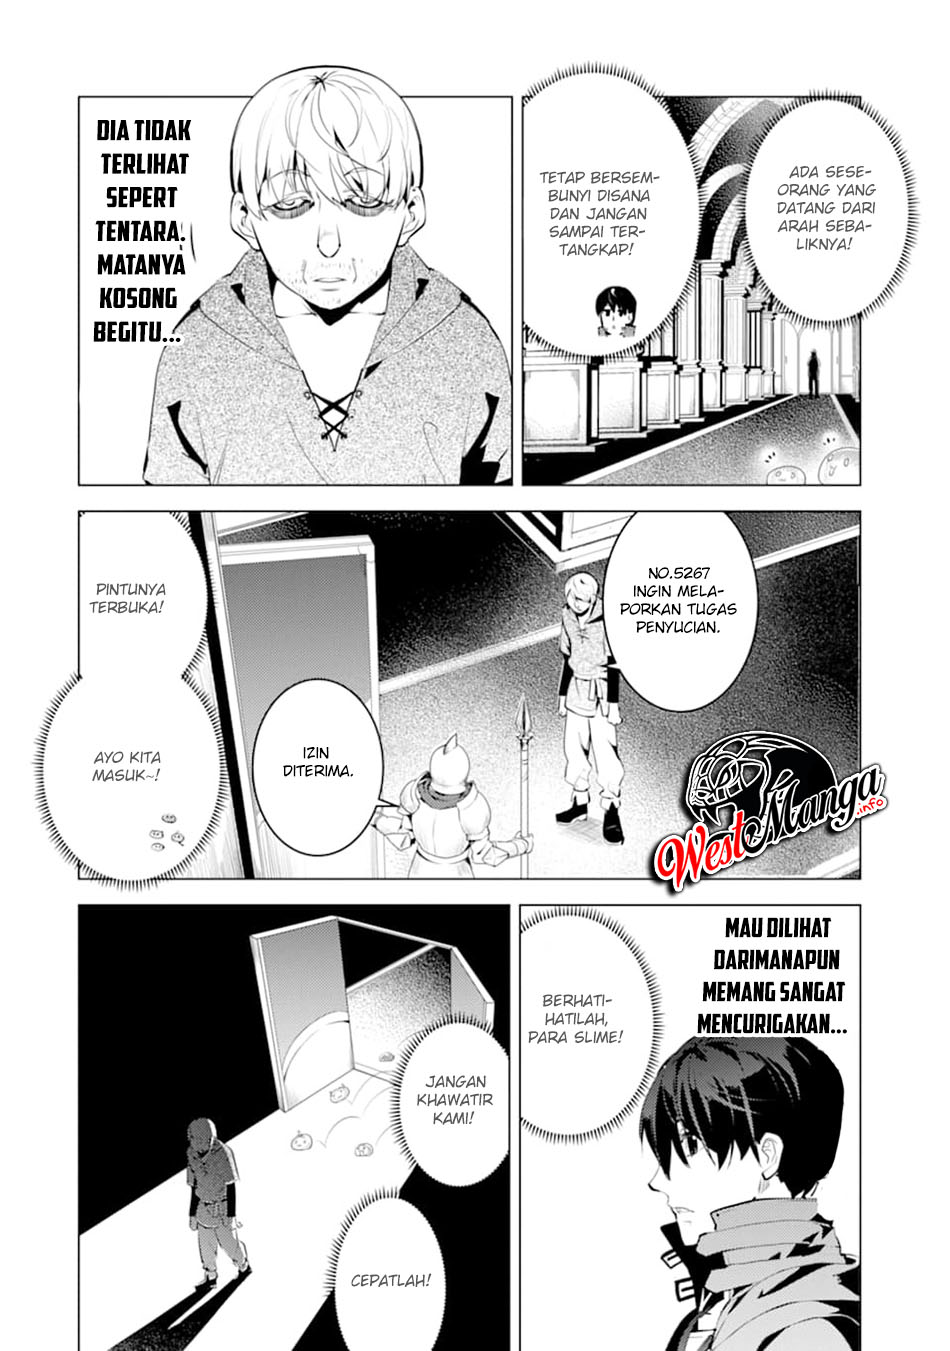 ADA SESE-
ORANG YANG
DATANG DARI
ARAH SEBA-
LIKNYA!
TETAP BERSEM-
BUNYI DISANA
DAN JANGAN
SAMPAI TER-
TANGKAP!
DIA TIDAK
TERLIHAT
SEPERT
TENTARA.
MATANYA
KOSONG
BEGITU...
NO.5267
INGIN MELA-
PORKAN TUGAS
PENYUCIAN.
IZIN
DITERIMA.
PINTUNYA
TERBUKA!
AYO KITA
MASUK~!
WestManga
.info
MAU DILIHAT
DARIMANAPUN
MEMANG SANGAT
MENCURIGAKAN...
BERHATI-
HATILAH,
PARA SLIME!
JANGAN
KHAWATIR
KAMI!
CEPATLAH!